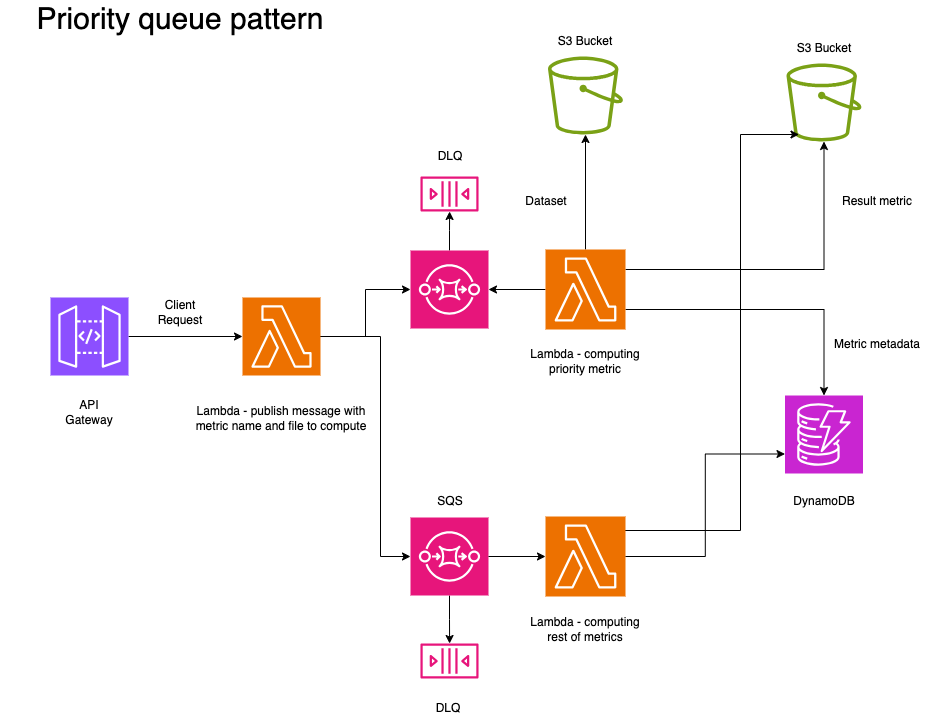 Priority queue pattern
S3 Bucket
S3 Bucket
DLQ
Dataset
Result metric
Client
Request
</>
Lambda - computing
priority metric
Metric metadata
API
Gateway
Lambda - publish message with
metric name and file to compute
SQS
DynamoDB
Lambda - computing
rest of metrics
DLQ